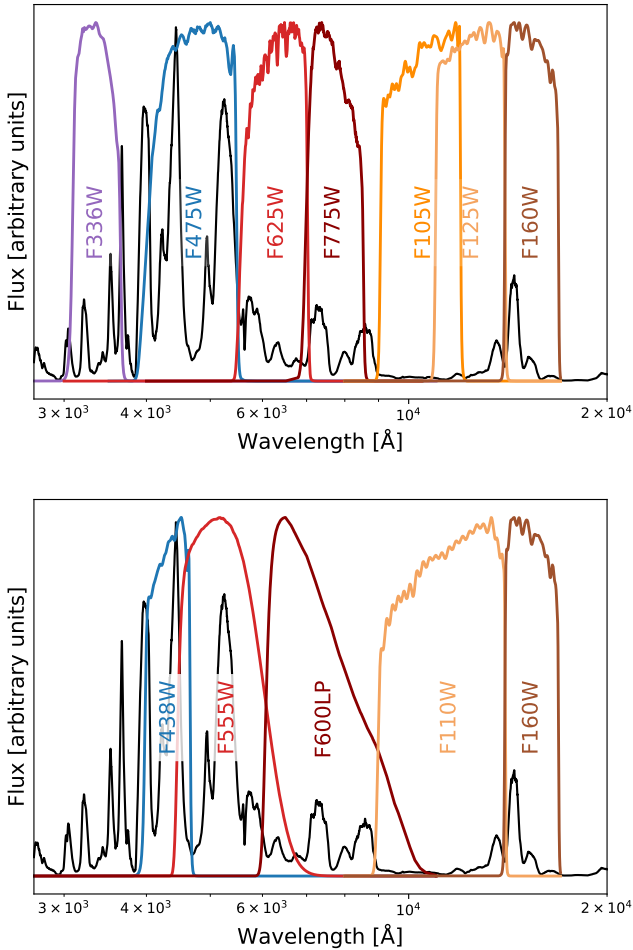 Flux [arbitrary units]
F336W
F475W
F625W
F775W
F105W
F125W
F160W
3 × 10³
4 × 10³
6 × 10³
10⁴
2 × 10⁴
Wavelength [Å]
Flux [arbitrary units]
F438W
F555W
F600LP
F110W
F160W
3 × 10³
4 × 10³
6 × 10³
10⁴
2 × 10⁴
Wavelength [Å]